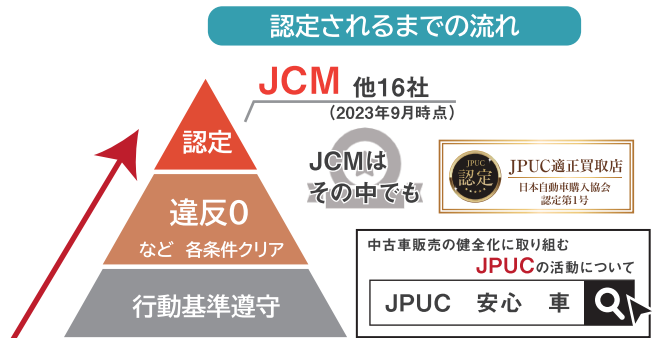 認定されるまでの流れ
JCM 他16社
（2023年9月時点）
認定
JCMは
その中でも
JPUC
認定
JPUC適正買取店
日本自動車購入協会
認定第1号
違反0
など 各条件クリア
行動基準遵守
中古車販売の健全化に取り組む
JPUCの活動について
JPUC 安心 車